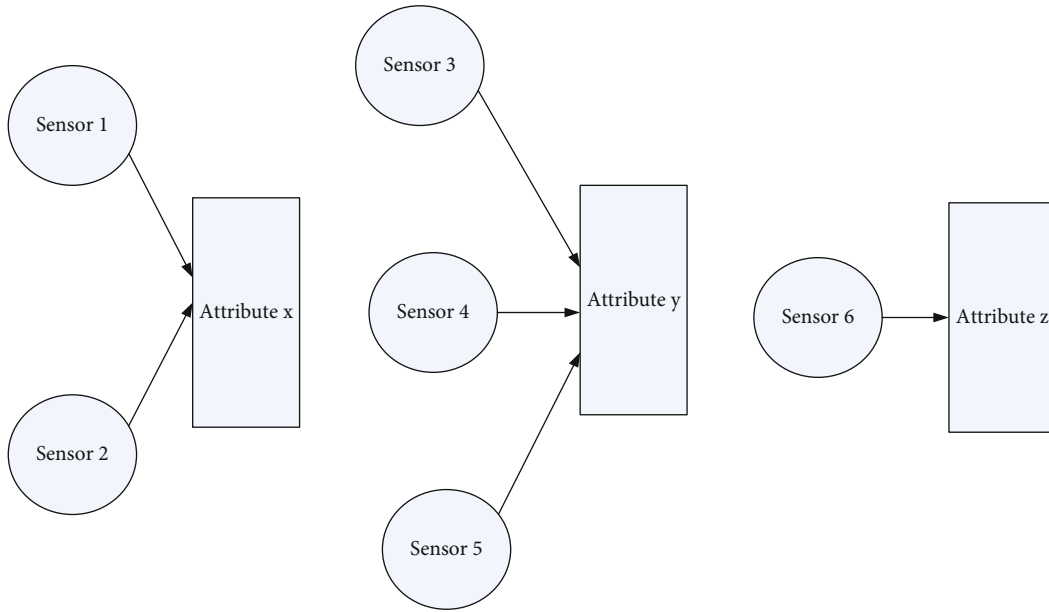 Sensor 1
Sensor 2
Attribute x
Sensor 3
Sensor 4
Sensor 5
Attribute y
Sensor 6
Attribute z